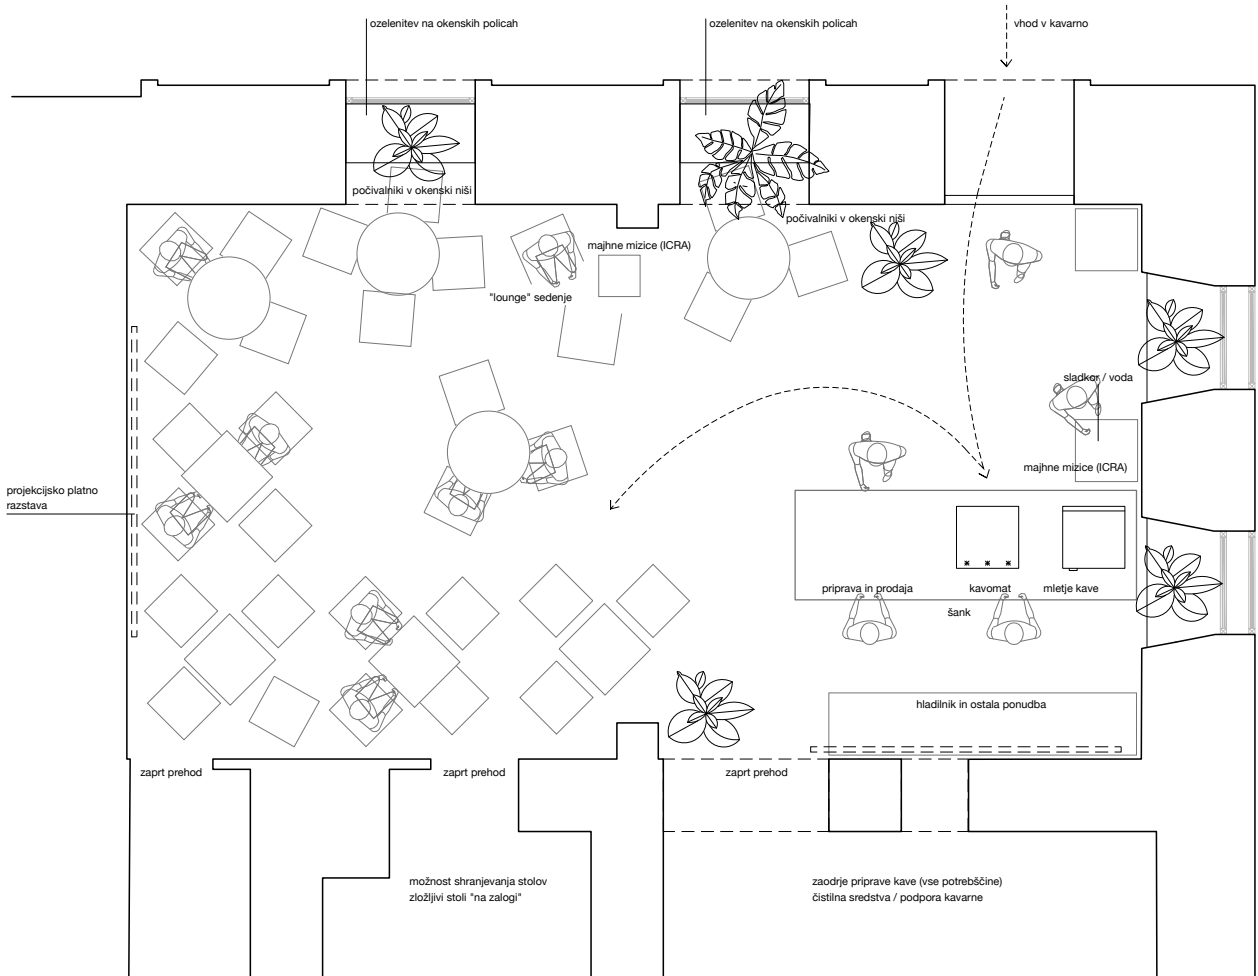 ozelenitev na okenskih policah
ozelenitev na okenskih policah
vhod v kavarno
počivalniki v okenski niši
počivalniki v okenski niši
majhne mizice (ICRA)
"lounge" sedenje
sladkor / voda
majhne mizice (ICRA)
projekcijsko platno
razstava
priprava in prodaja
kavomat
mletje kave
šank
hladilnik in ostala ponudba
zaprt prehod
zaprt prehod
zaprt prehod
možnost shranjevanja stolov
zložljivi stoli "na zalogi"
zaodrje priprave kave (vse potrebščine)
čistilna sredstva / podpora kavarne